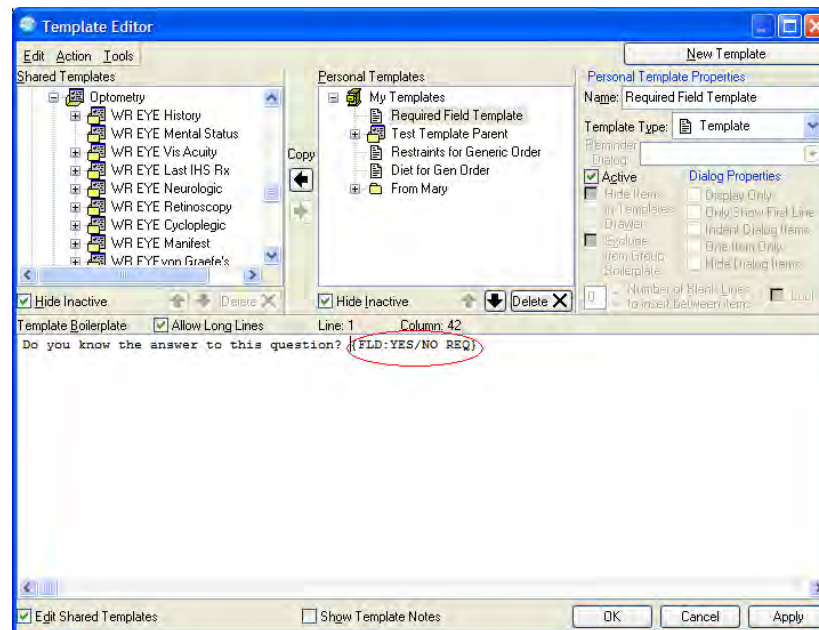 Template Editor
Edit Action Tools
New Template
Shared Templates
Optometry
WR EYE History
WR EYE Mental Status
WR EYE Vis Acuity
WR EYE Last IHS Rx
WR EYE Neurologic
WR EYE Retinoscopy
WR EYE Cycloplegic
WR EYE Manifest
WR EYE von Graefe's
Hide Inactive
Delete
Copy
Personal Templates
My Templates
Required Field Template
Test Template Parent
Restraints for Generic Order
Diet for Gen Order
From Mary
Hide Inactive
Delete
Personal Template Properties
Name: Required Field Template
Template Type: Template
Reminder
Dialog
Active
Hide Items
in Templates
Drawer
Exclude
from Group
Boilerplate
Dialog Properties
Display Only
Only Show First Line
Indent Dialog Items
One Item Only
Hide Dialog Items
0
Number of Blank Lines
to insert between items
Lock
Template Boilerplate Allow Long Lines Line: 1 Column: 42
Do you know the answer to this question? {FLD:YES/NO REQ}
Edit Shared Templates Show Template Notes OK Cancel Apply